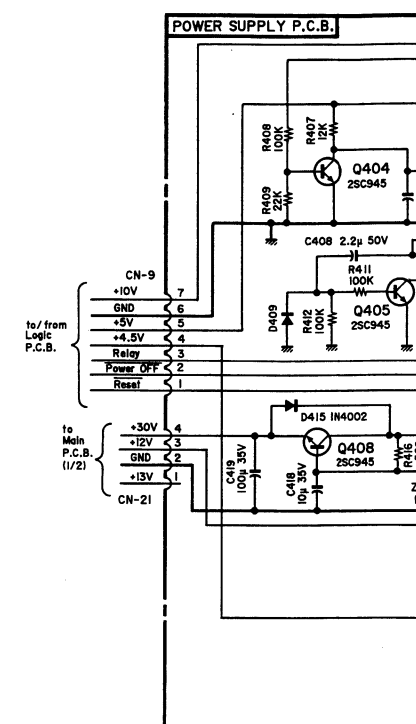 POWER SUPPLY P.C.B.
R408
100K
R407
12K
Q404
2SC945
R409
22K
C408 2.2µ 50V
R411
100K
D409
R412
100K
Q405
2SC945
CN-9
+10V 7
GND 6
+5V 5
+4.5V 4
Relay 3
Power OFF 2
Reset 1
to/from
Logic
P.C.B.
D415 1N4002
to
Main
P.C.B.
(1/2)
+30V 4
+12V 3
GND 2
+13V 1
CN-21
C419
100µ 35V
C418
10µ 35V
Q408
2SC945
R416